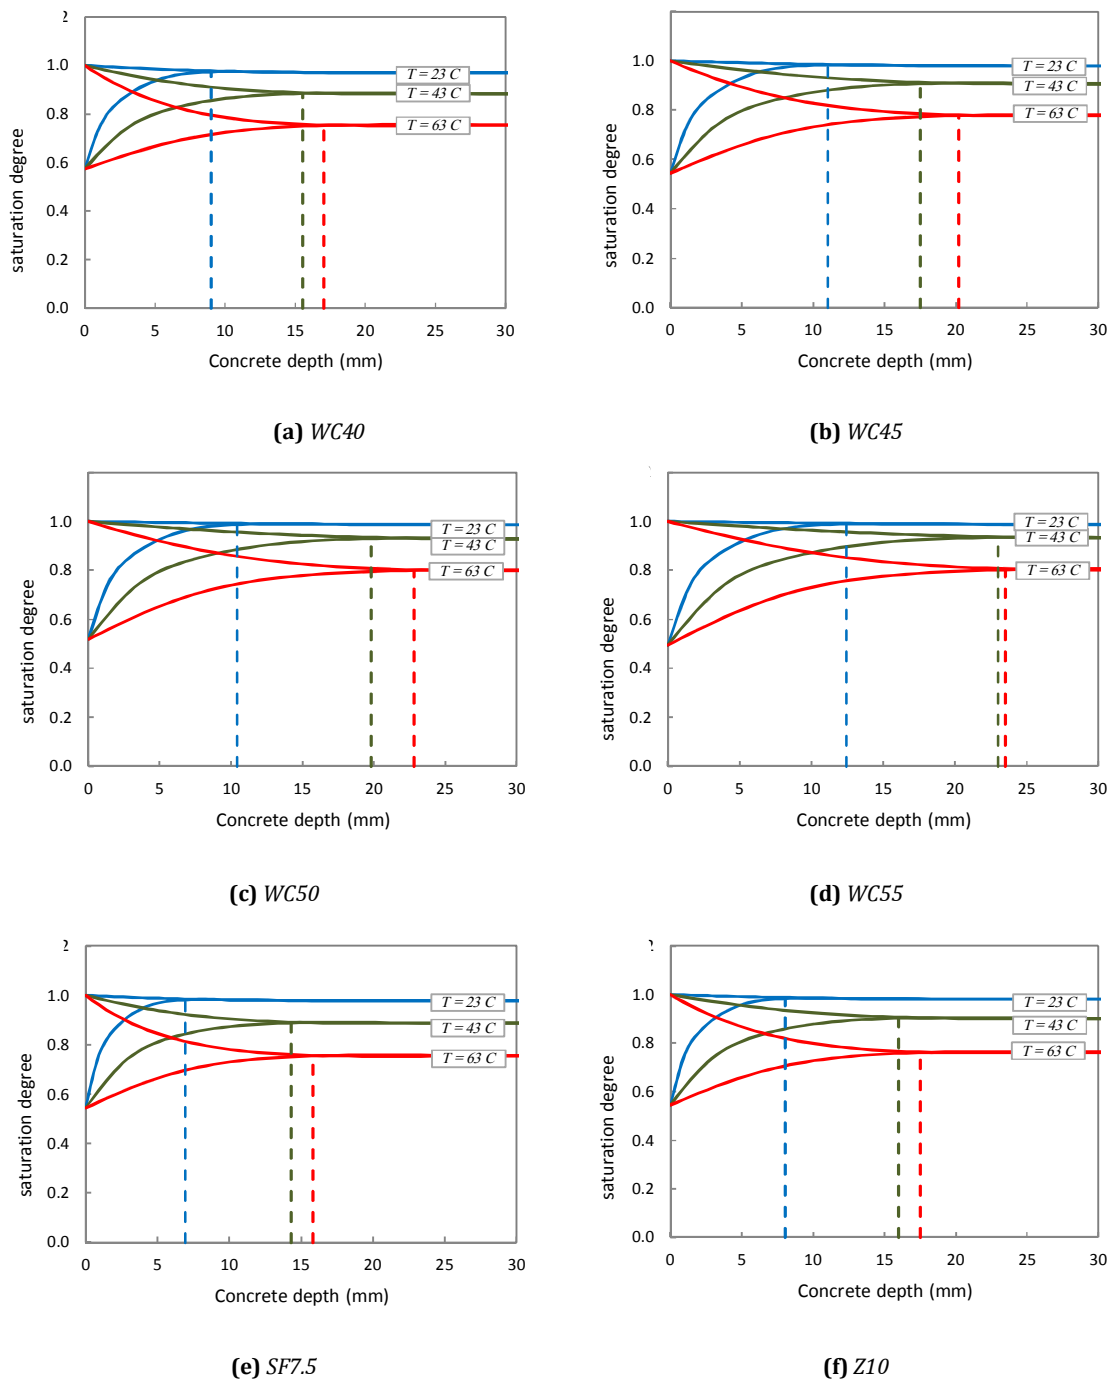 2
1.0
0.8
0.6
0.4
0.2
0.0
saturation degree
T = 23 C
T = 43 C
T = 63 C
0 5 10 15 20 25 30
Concrete depth (mm)
(a) WC40
1.0
0.8
0.6
0.4
0.2
0.0
saturation degree
T = 23 C
T = 43 C
T = 63 C
0 5 10 15 20 25 30
Concrete depth (mm)
(b) WC45
1.0
0.8
0.6
0.4
0.2
0.0
saturation degree
T = 23 C
T = 43 C
T = 63 C
0 5 10 15 20 25 30
Concrete depth (mm)
(c) WC50
1.0
0.8
0.6
0.4
0.2
0.0
saturation degree
T = 23 C
T = 43 C
T = 63 C
0 5 10 15 20 25 30
Concrete depth (mm)
(d) WC55
2
1.0
0.8
0.6
0.4
0.2
0.0
saturation degree
T = 23 C
T = 43 C
T = 63 C
0 5 10 15 20 25 30
Concrete depth (mm)
(e) SF7.5
2
1.0
0.8
0.6
0.4
0.2
0.0
saturation degree
T = 23 C
T = 43 C
T = 63 C
0 5 10 15 20 25 30
Concrete depth (mm)
(f) Z10